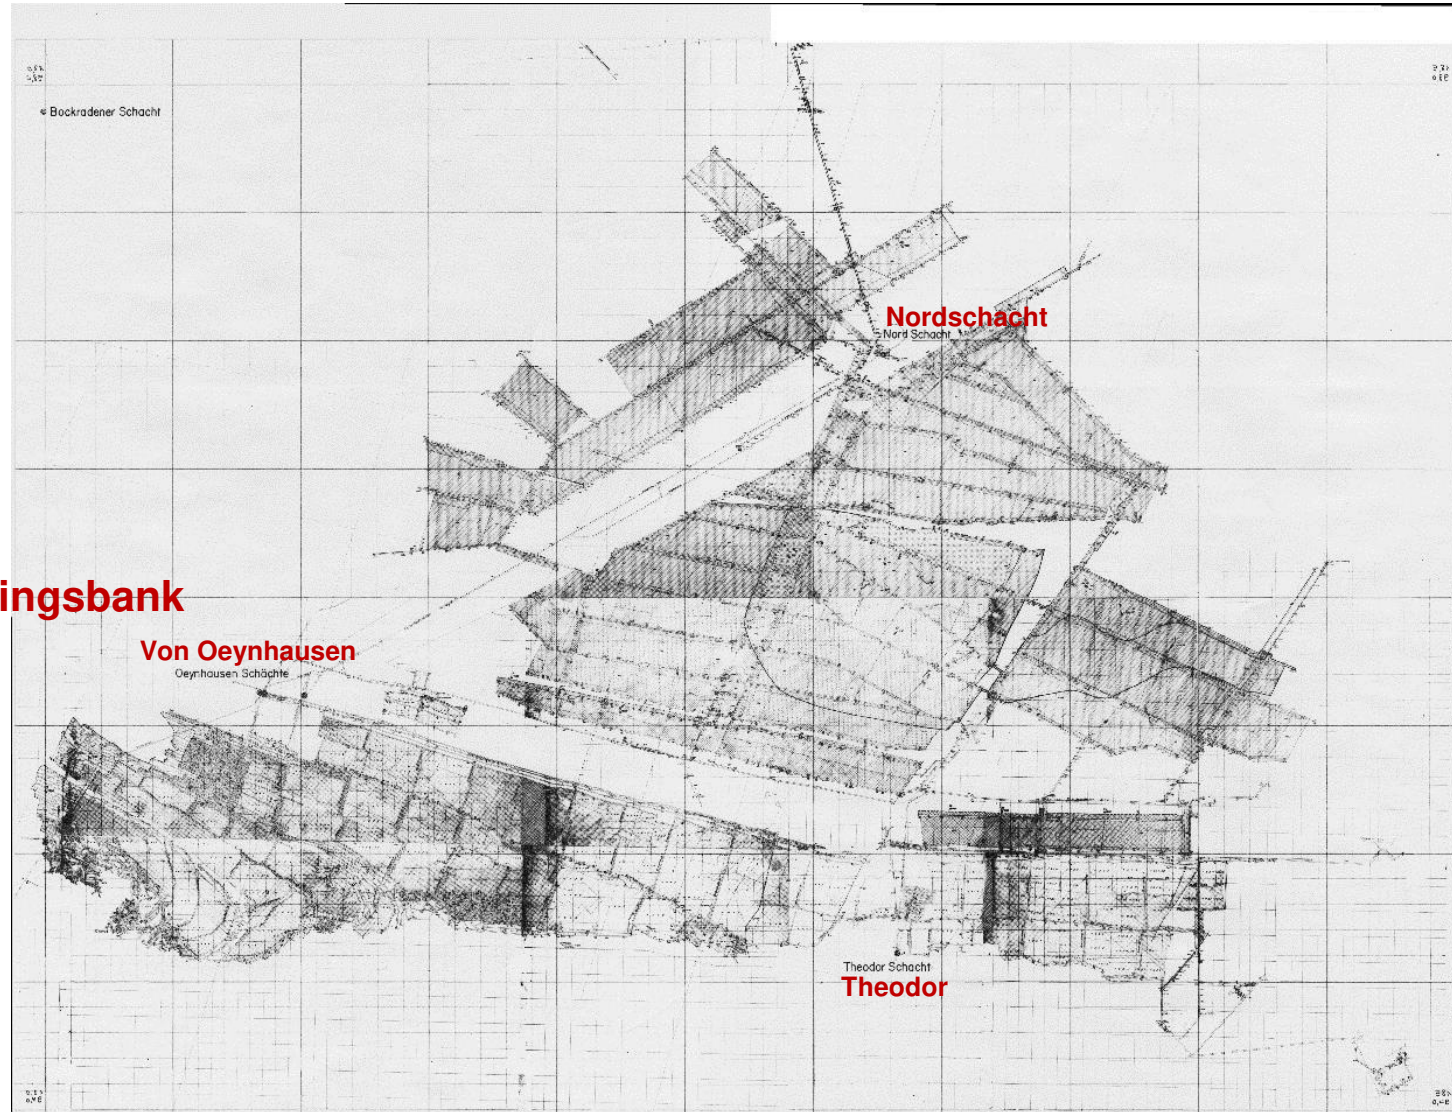 Bockradener Schacht
Nordschacht
Nord Schacht
ingsbank
Von Oeynhausen
Oeynhausen Schächte
Theodor Schacht
Theodor